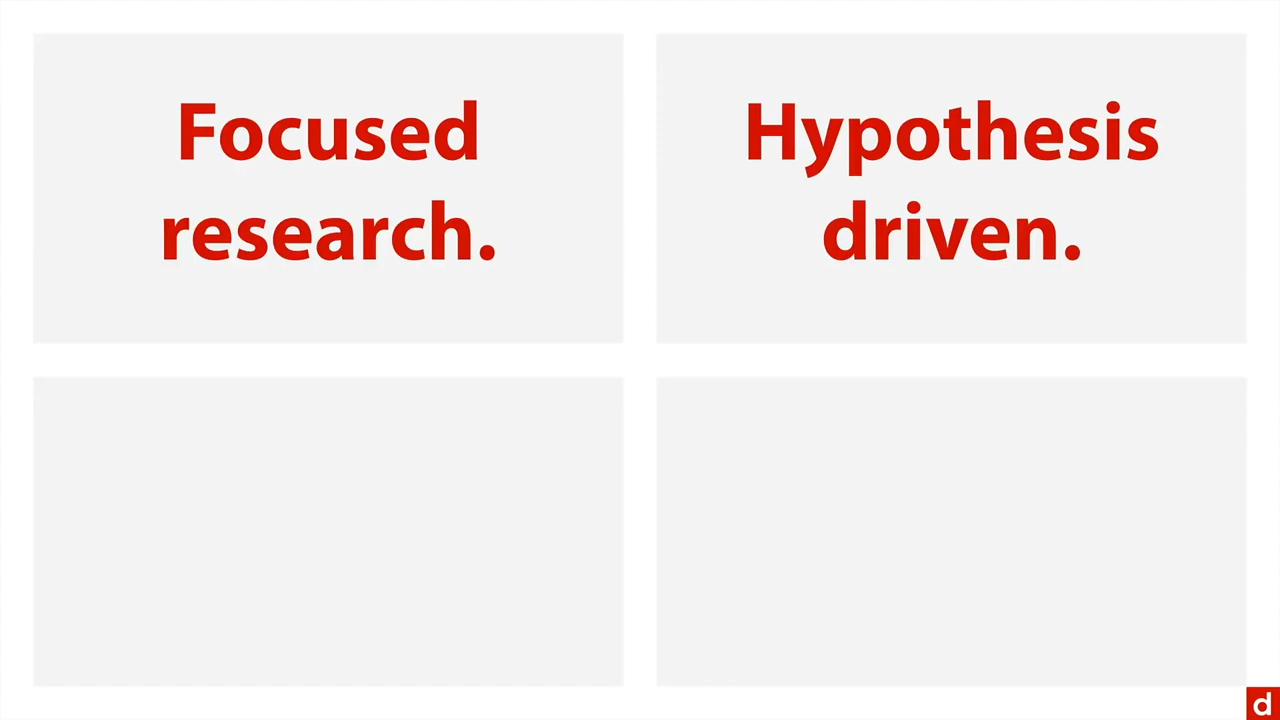 Focused
research.
Hypothesis
driven.
d